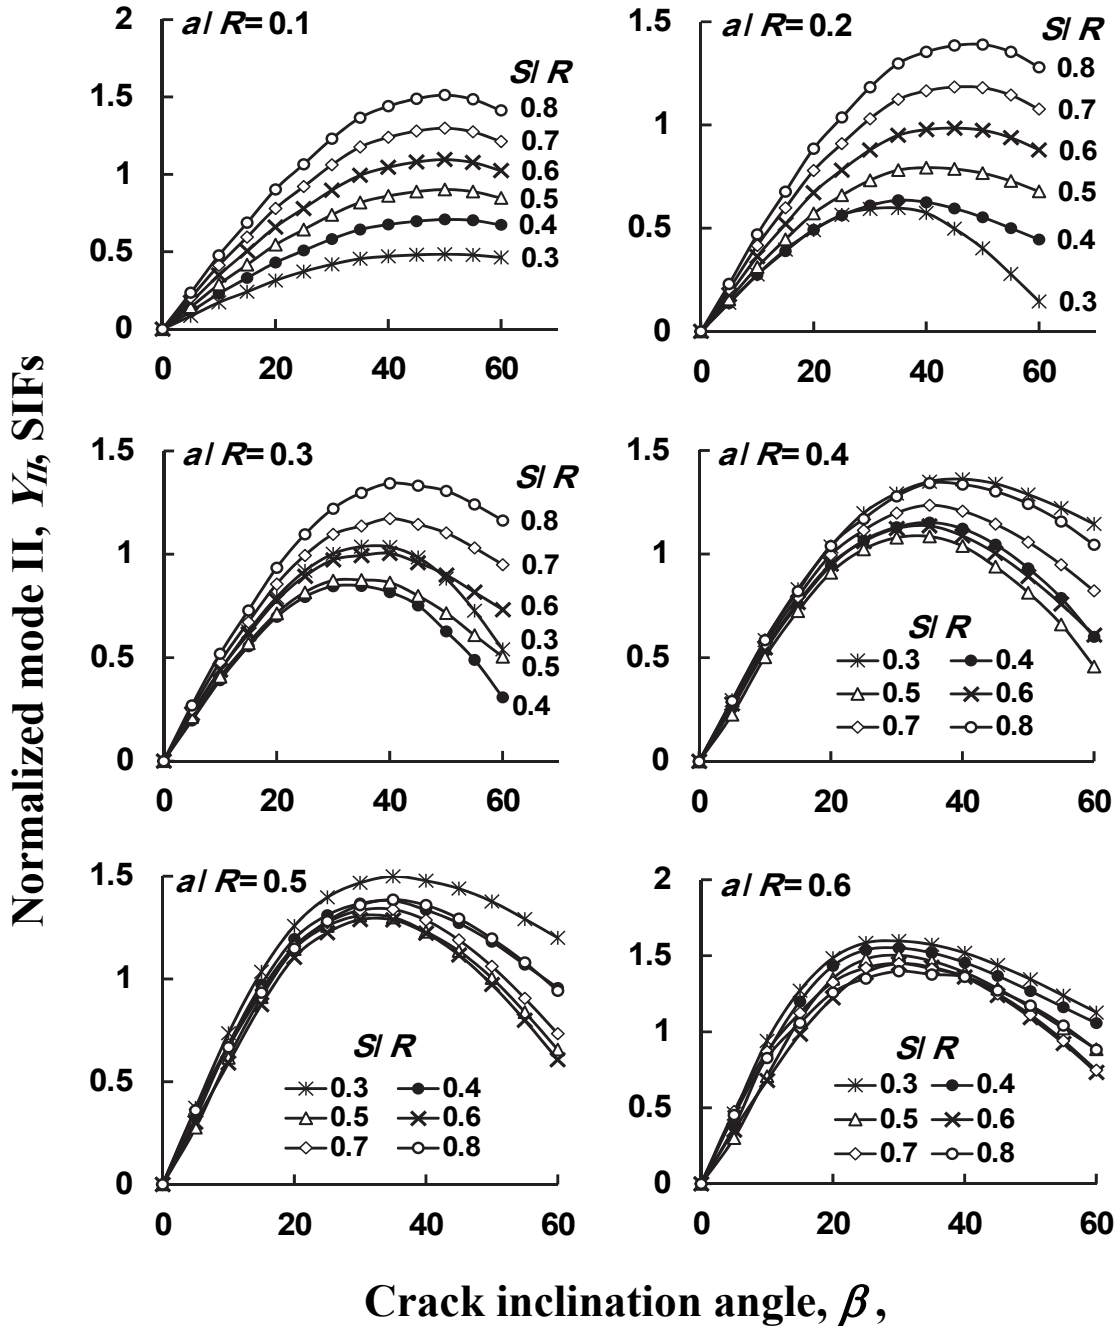 Normalized mode II, Y_II, SIFs
a/R=0.1
2
1.5
1
0.5
0
0 20 40 60
S/R
0.8
0.7
0.6
0.5
0.4
0.3
a/R=0.2
1.5
1
0.5
0
0 20 40 60
S/R
0.8
0.7
0.6
0.5
0.4
0.3
a/R=0.3
1.5
1
0.5
0
0 20 40 60
S/R
0.8
0.7
0.6
0.3
0.5
0.4
a/R=0.4
1.5
1
0.5
0
0 20 40 60
S/R
0.3 0.4
0.5 0.6
0.7 0.8
a/R=0.5
1.5
1
0.5
0
0 20 40 60
S/R
0.3 0.4
0.5 0.6
0.7 0.8
a/R=0.6
2
1.5
1
0.5
0
0 20 40 60
S/R
0.3 0.4
0.5 0.6
0.7 0.8
Crack inclination angle, β,